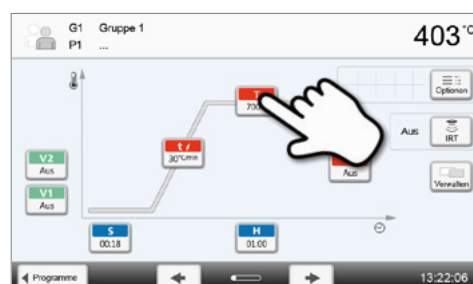 G1 Gruppe 1
P1 ...
403°C
Optionen
T
700
Aus
IRT
t
30°C/min
V2
Aus
Aus
Verwalten
V1
Aus
S
00:18
H
01:00
Programme
13:22:06